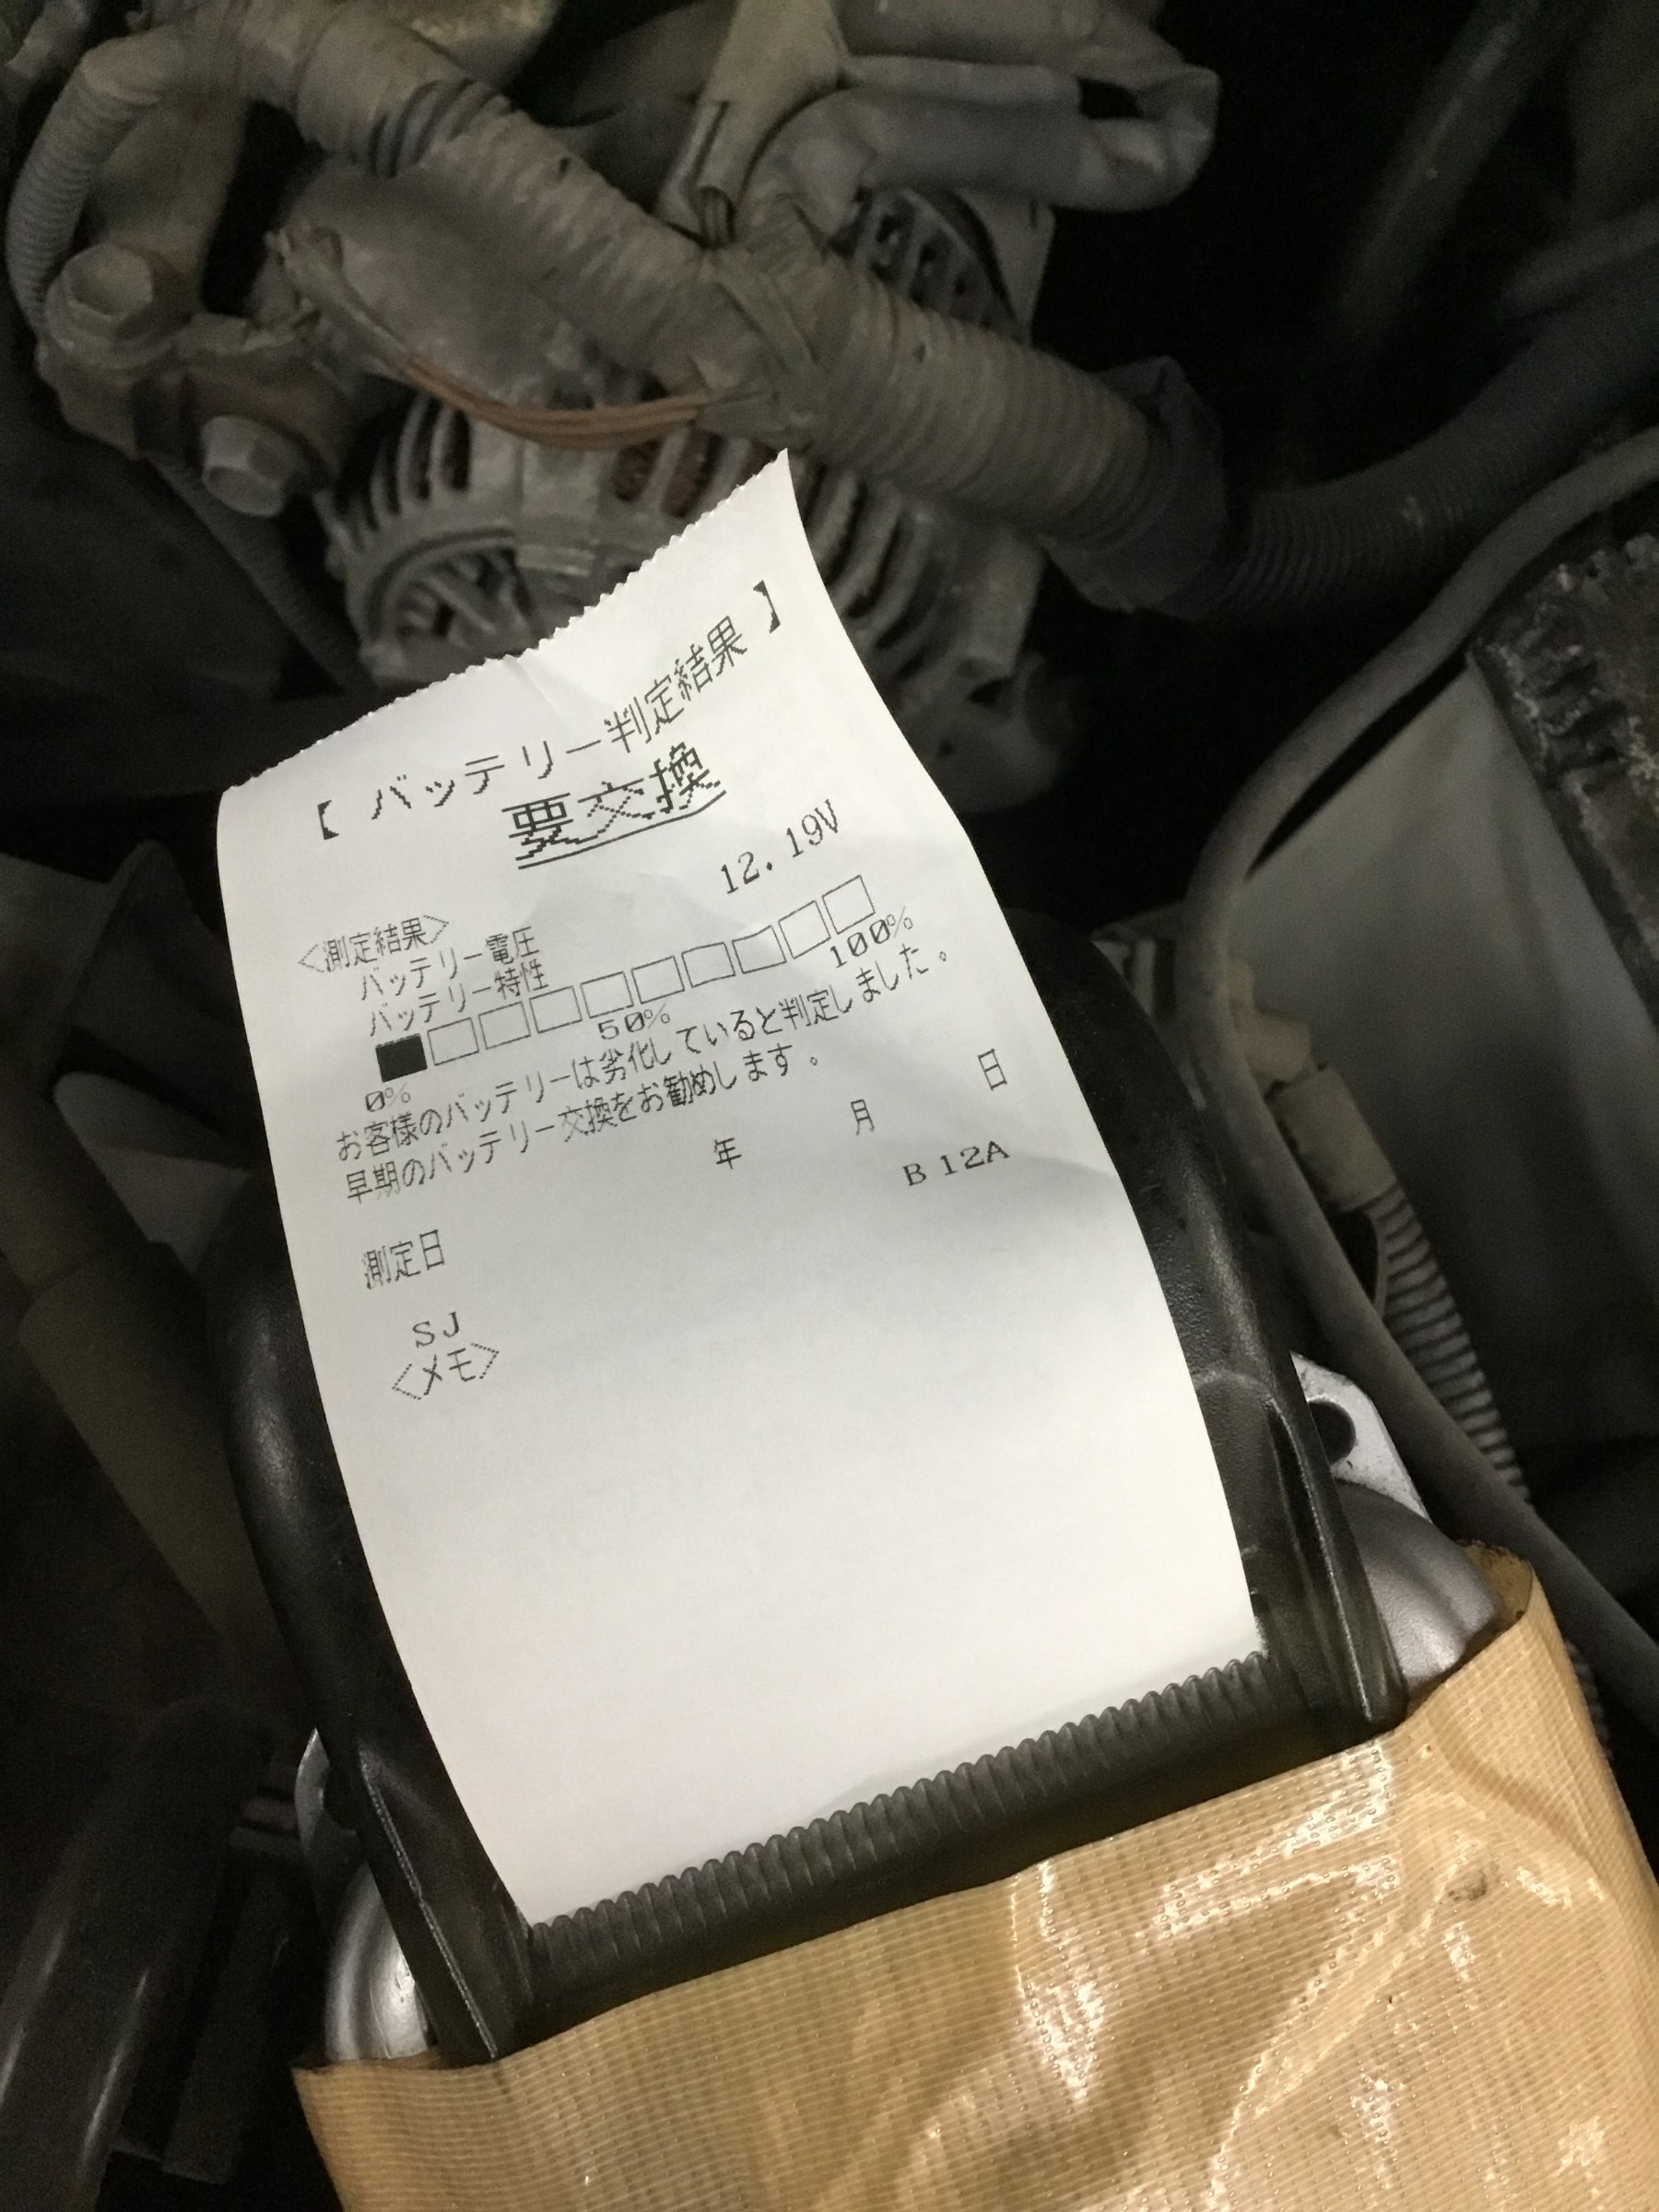 【 バッテリー判定結果 】
要交換
<測定結果>
バッテリー電圧 12.19V
バッテリー特性
0% 50% 100%
お客様のバッテリーは劣化していると判定しました。
早期のバッテリー交換をお勧めします。
測定日 年 月 日
SJ B12A
<メモ>